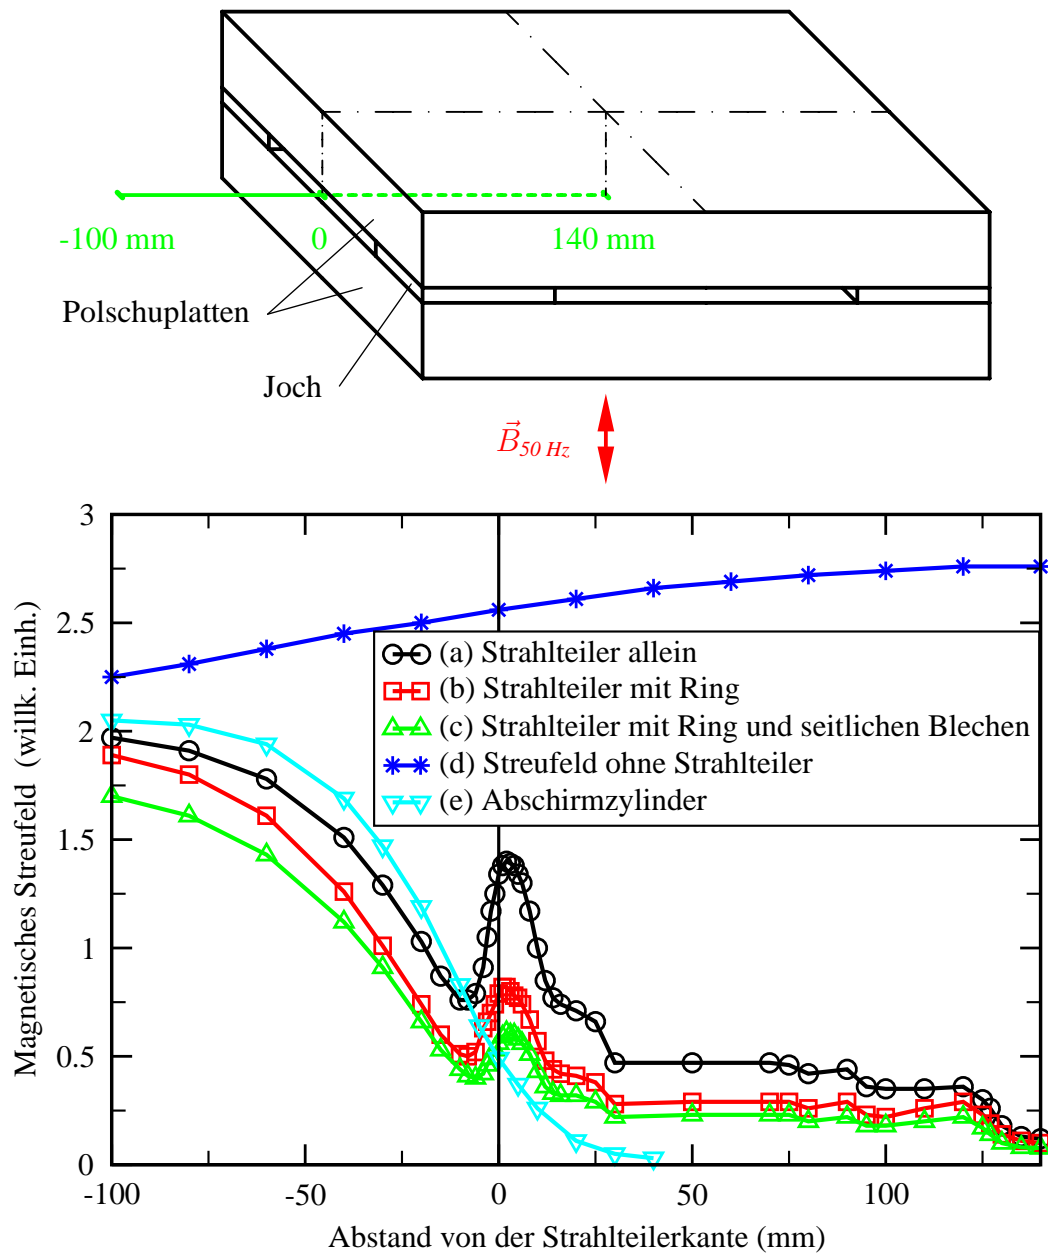 -100 mm
0
140 mm
Polschuplatten
Joch
B⃗50 Hz
3
2.5
2
1.5
1
0.5
0
Magnetisches Streufeld (willk. Einh.)
(a) Strahlteiler allein
(b) Strahlteiler mit Ring
(c) Strahlteiler mit Ring und seitlichen Blechen
(d) Streufeld ohne Strahlteiler
(e) Abschirmzylinder
-100
-50
0
50
100
Abstand von der Strahlteilerkante (mm)